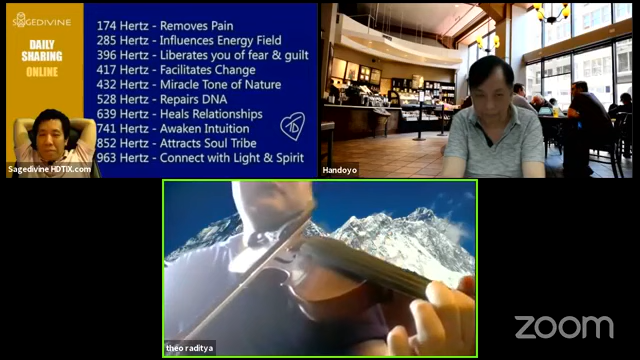 SAGEDIVINE
DAILY
SHARING
ONLINE
174 Hertz - Removes Pain
285 Hertz - Influences Energy Field
396 Hertz - Liberates you of fear & guilt
417 Hertz - Facilitates Change
432 Hertz - Miracle Tone of Nature
528 Hertz - Repairs DNA
639 Hertz - Heals Relationships
741 Hertz - Awaken Intuition
852 Hertz - Attracts Soul Tribe
963 Hertz - Connect with Light & Spirit
Sagedivine HDTIX.com
Handoyo
theo raditya
zoom